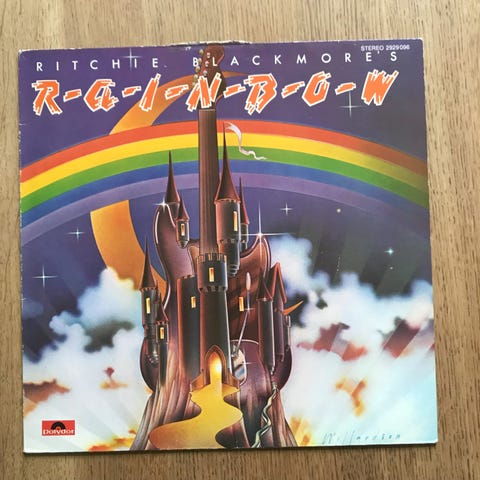 STEREO 2929 096
RITCHIE BLACKMORE'S
R-A-I-N-B-O-W
Polydor